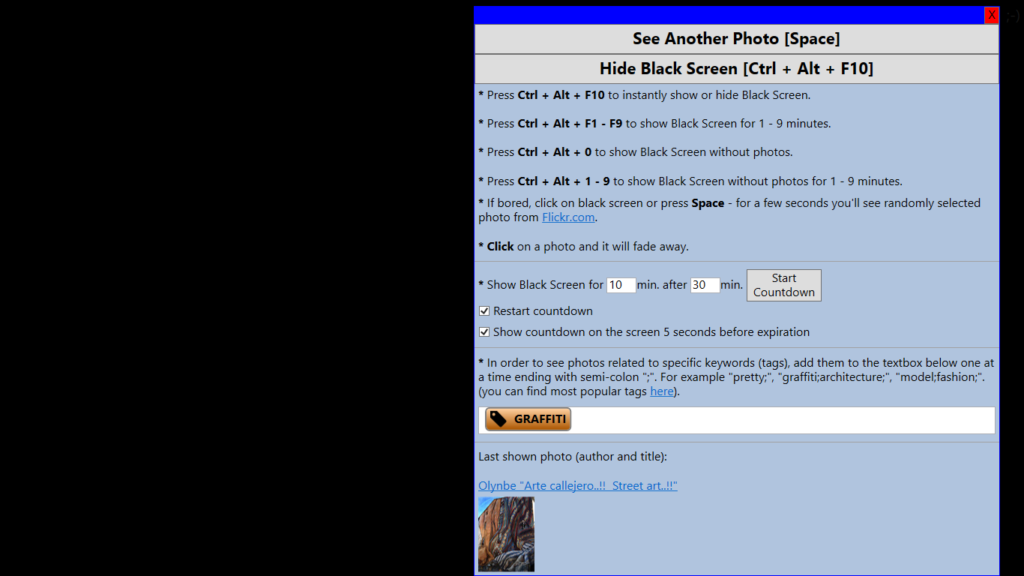 X
See Another Photo [Space]
Hide Black Screen [Ctrl + Alt + F10]
* Press Ctrl + Alt + F10 to instantly show or hide Black Screen.
* Press Ctrl + Alt + F1 - F9 to show Black Screen for 1 - 9 minutes.
* Press Ctrl + Alt + 0 to show Black Screen without photos.
* Press Ctrl + Alt + 1 - 9 to show Black Screen without photos for 1 - 9 minutes.
* If bored, click on black screen or press Space - for a few seconds you'll see randomly selected
photo from Flickr.com.
* Click on a photo and it will fade away.
* Show Black Screen for 10 min. after 30 min. Start
Countdown
Restart countdown
Show countdown on the screen 5 seconds before expiration
* In order to see photos related to specific keywords (tags), add them to the textbox below one at
a time ending with semi-colon ";". For example "pretty;", "graffiti;architecture;", "model;fashion;".
(you can find most popular tags here).
GRAFFITI
Last shown photo (author and title):
Olynbe "Arte callejero..!! Street art..!!"